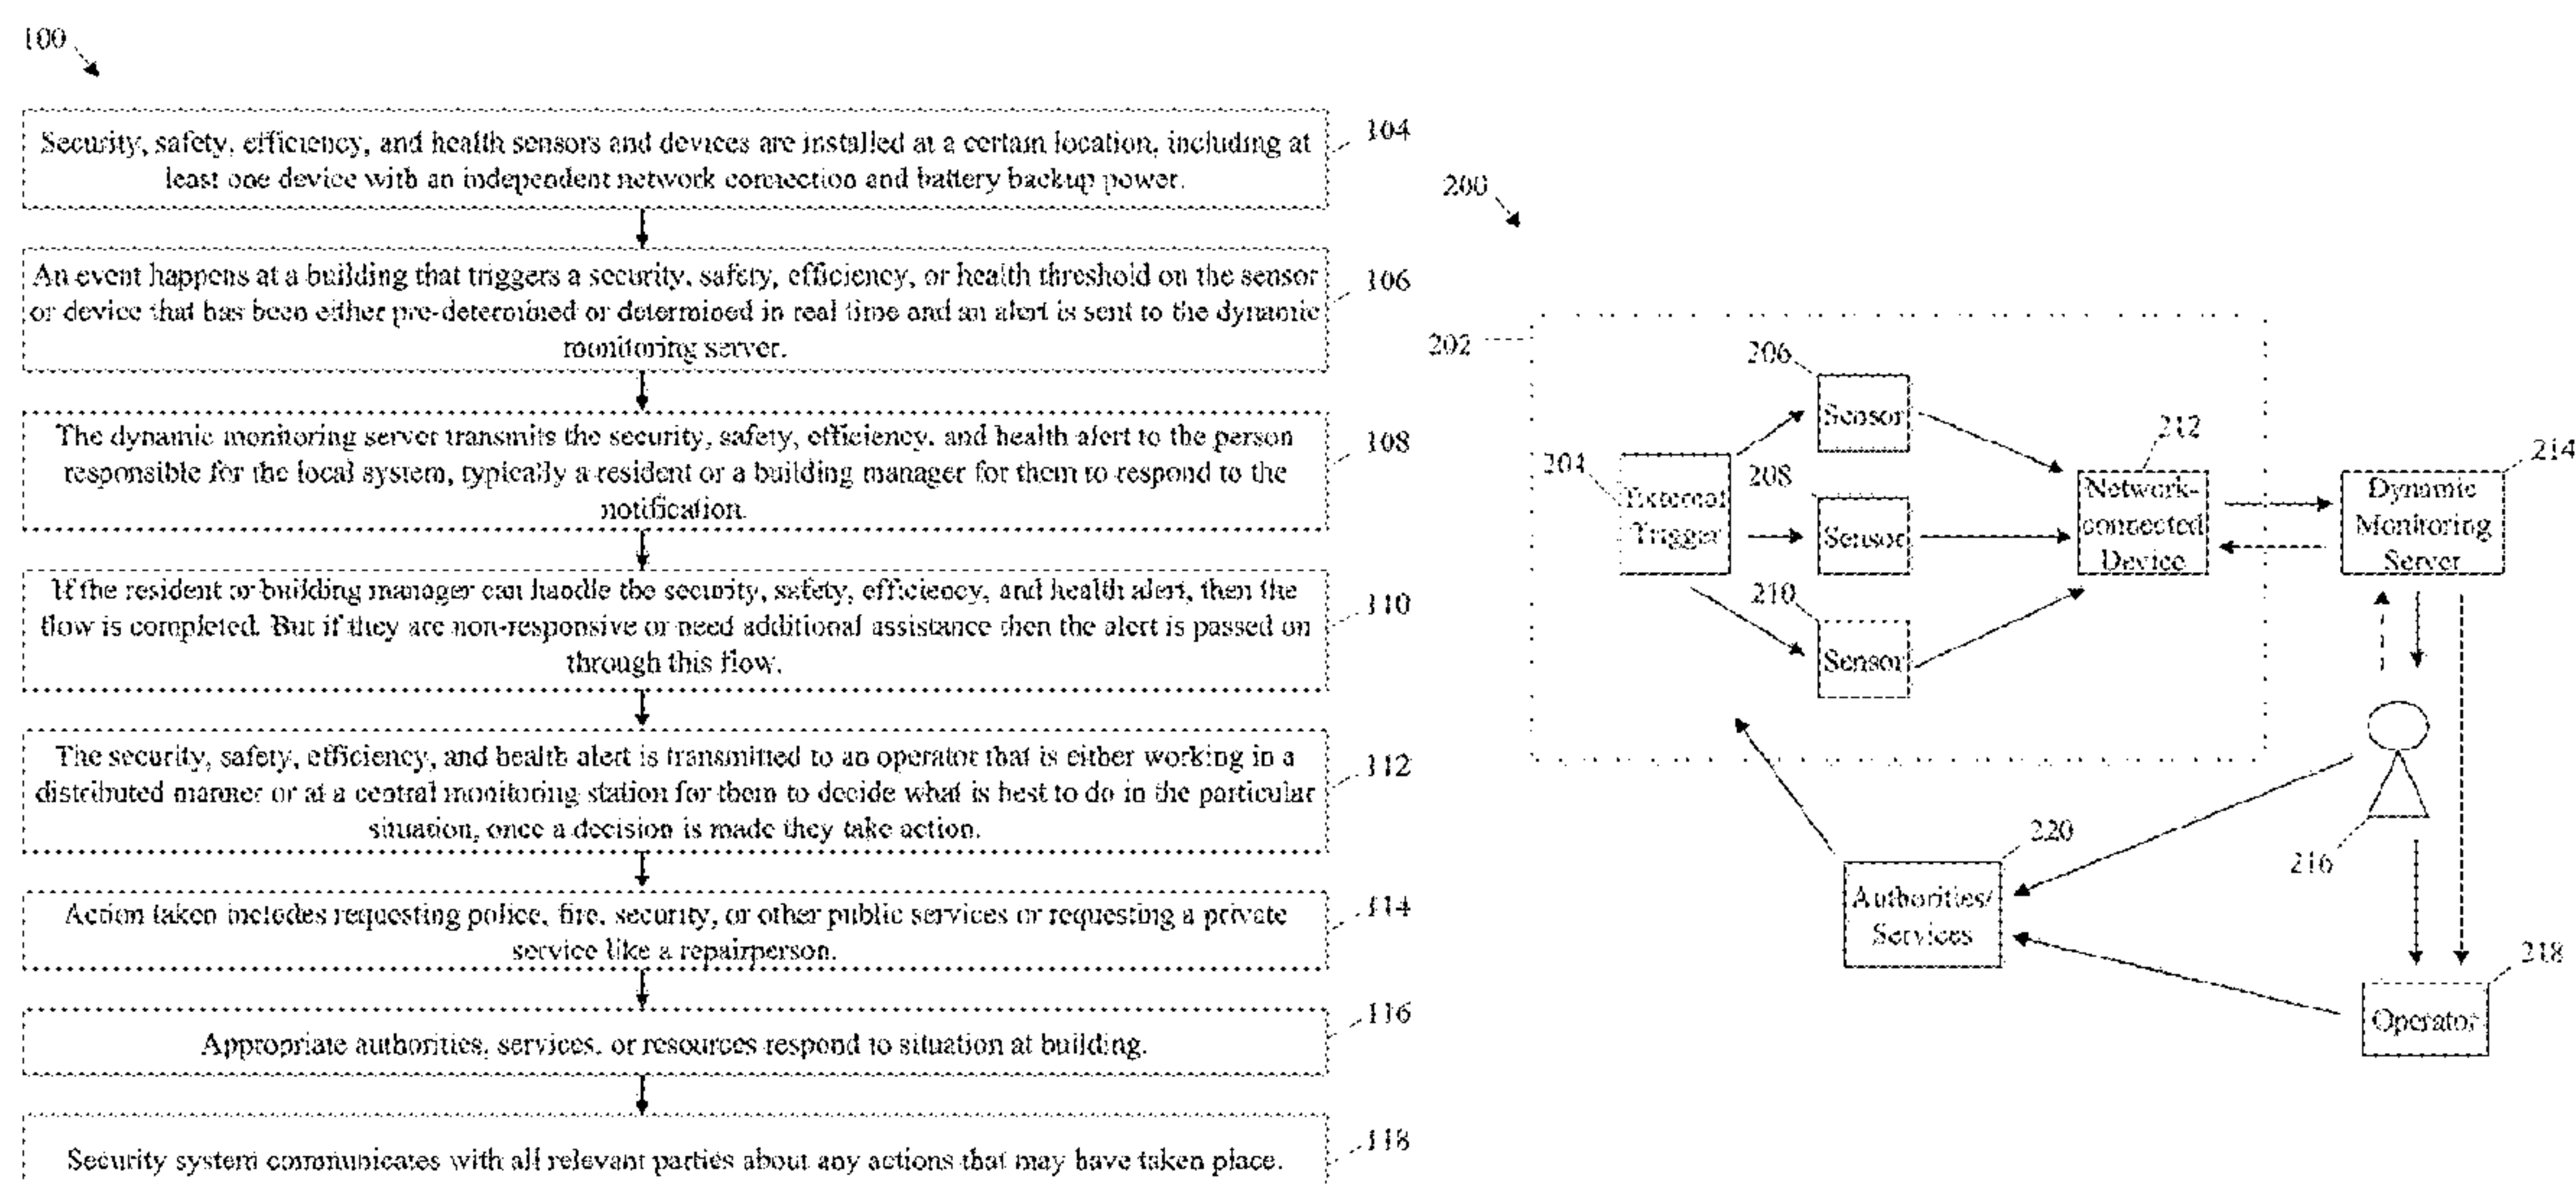 100
Security, safety, efficiency, and health sensors and devices are installed at a certain location, including at
least one device with an independent network connection and battery backup power.
104
An event happens at a building that triggers a security, safety, efficiency, or health threshold on the sensor
or device that has been either pre-determined or determined in real time and an alert is sent to the dynamic
monitoring server.
106
The dynamic monitoring server transmits the security, safety, efficiency, and health alert to the person
responsible for the local system, typically a resident or a building manager for them to respond to the
notification.
108
If the resident or building manager can handle the security, safety, efficiency, and health alert, then the
flow is completed. But if they are non-responsive or need additional assistance then the alert is passed on
through this flow.
110
The security, safety, efficiency, and health alert is transmitted to an operator that is either working in a
distributed manner or at a central monitoring station for them to decide what is best to do in the particular
situation, once a decision is made they take action.
112
Action taken includes requesting police, fire, security, or other public services or requesting a private
service like a repairperson.
114
Appropriate authorities, services, or resources respond to situation at building.
116
Security system communicates with all relevant parties about any actions that may have taken place.
118
200
202
204
External
Trigger
206
Sensor
208
Sensor
210
Sensor
212
Network-
connected
Device
214
Dynamic
Monitoring
Server
216
218
Operator
220
Authorities/
Services